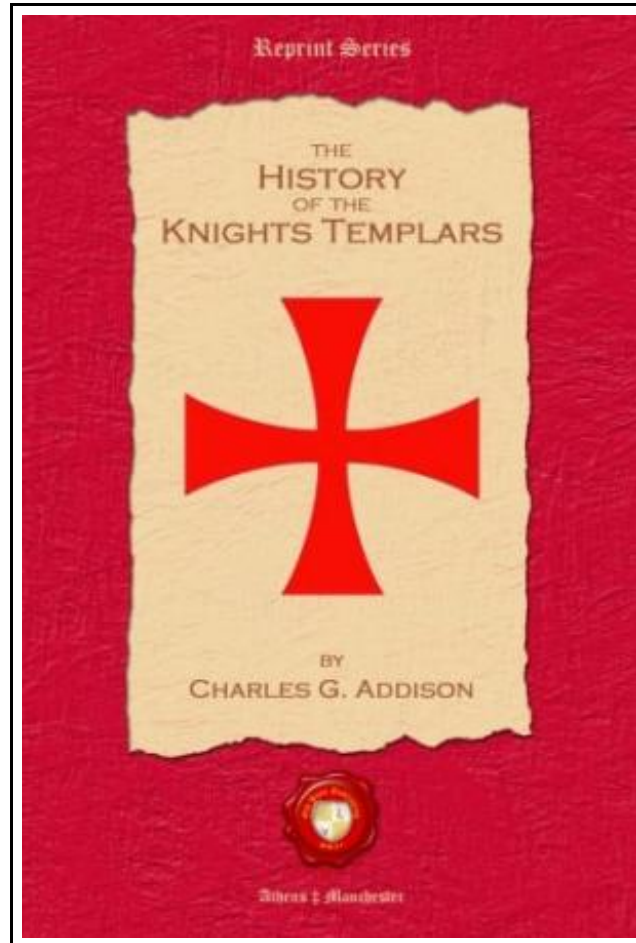 Reprint Series
THE
HISTORY
OF THE
KNIGHTS TEMPLARS
BY
CHARLES G. ADDISON
Athens ‡ Manchester